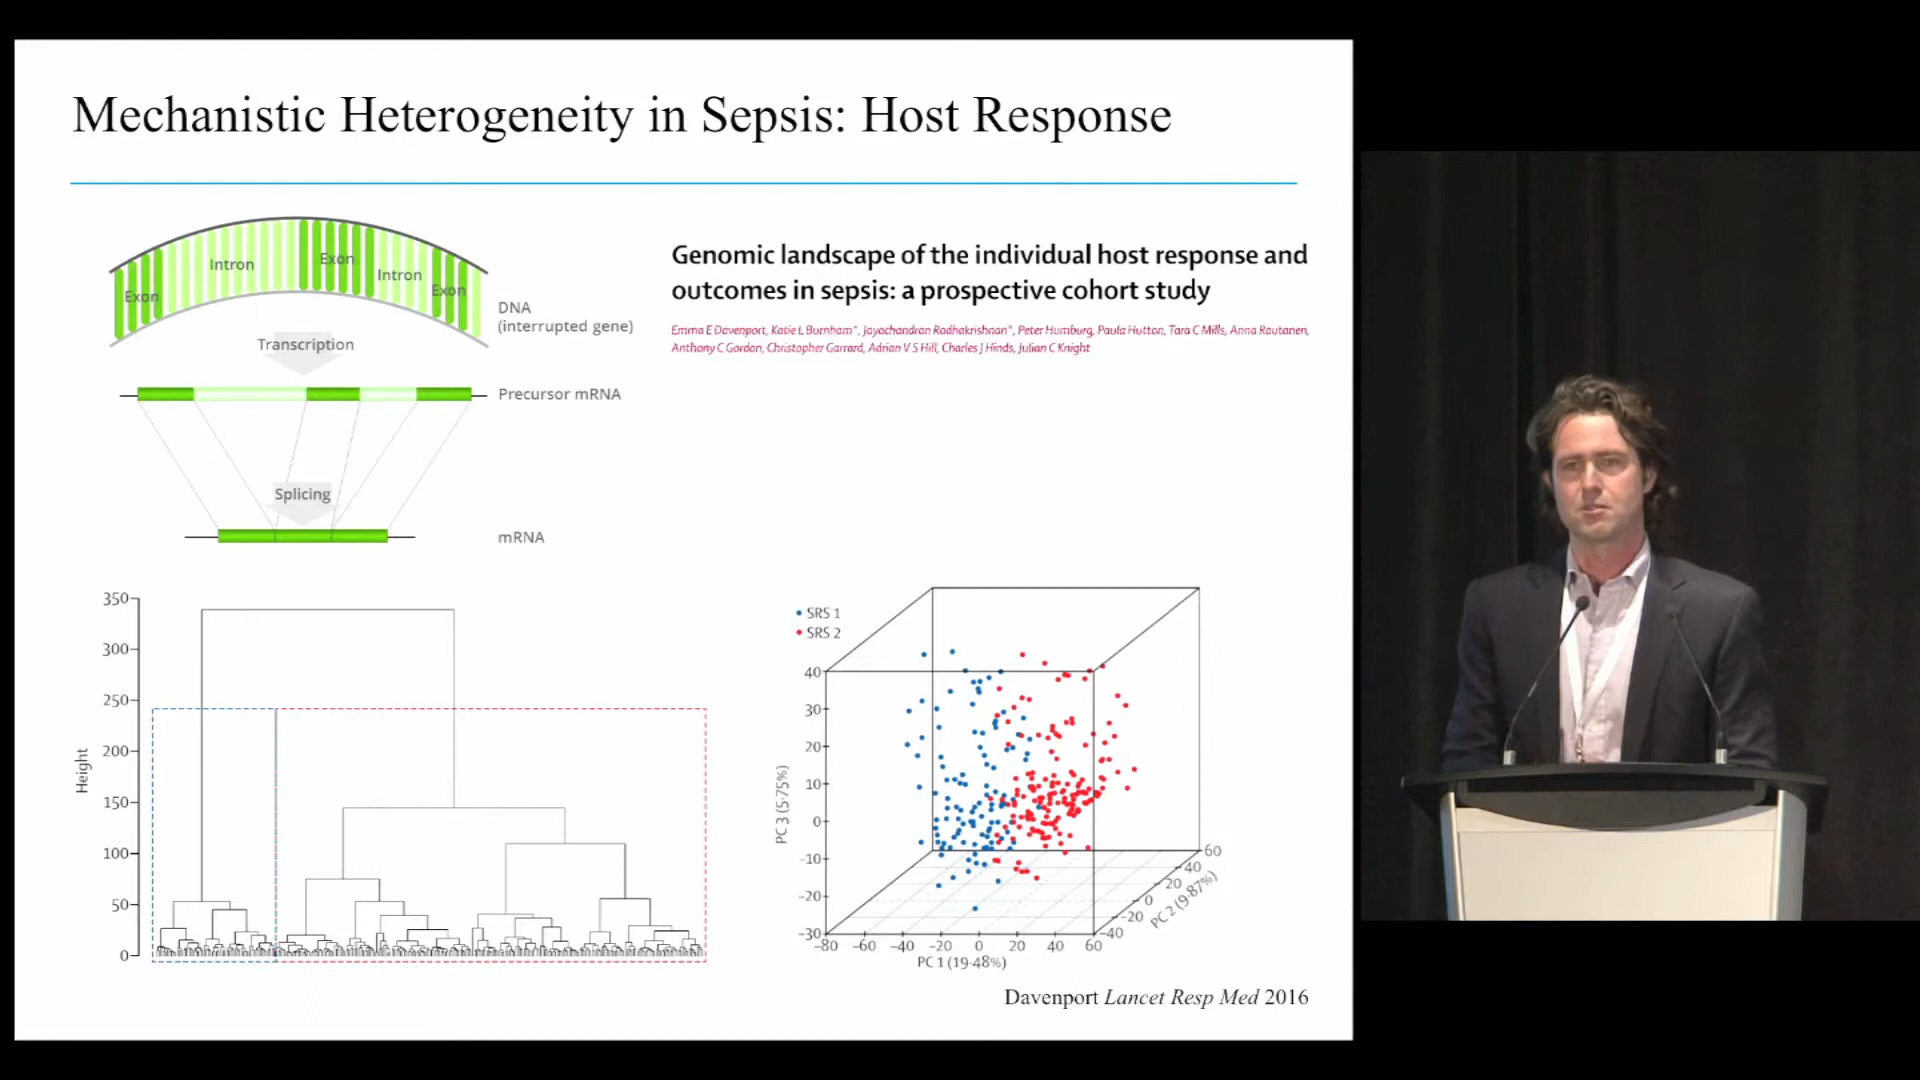 Mechanistic Heterogeneity in Sepsis: Host Response
Exon
Intron
Exon
Intron
Exon
DNA
(interrupted gene)
Transcription
Precursor mRNA
Splicing
mRNA
Genomic landscape of the individual host response and
outcomes in sepsis: a prospective cohort study
Emma E Davenport, Katie L Burnham*, Jayachandran Radhakrishnan*, Peter Humburg, Paula Hutton, Tara C Mills, Anna Rautanen,
Anthony C Gordon, Christopher Garrard, Adrian V S Hill, Charles J Hinds, Julian C Knight
Height
350
300
250
200
150
100
50
0
SRS 1
SRS 2
PC 3 (5·75%)
40
30
20
10
0
-10
-20
-30
-80 -60 -40 -20 0 20 40 60
PC 1 (19·48%)
60
40
20
0
-20
-40
PC 2 (9·87%)
Davenport Lancet Resp Med 2016